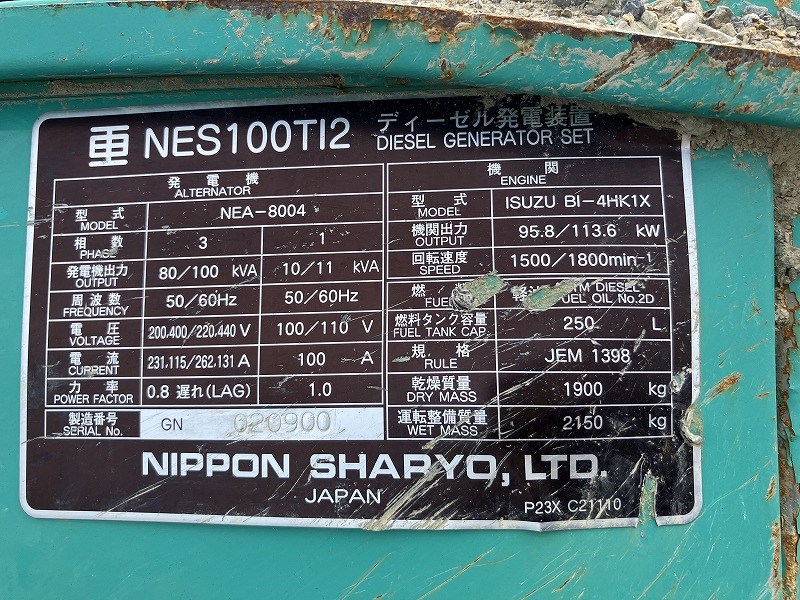 NES100TI2 ディーゼル発電装置
DIESEL GENERATOR SET
発電機
ALTERNATOR
型式 MODEL NEA-8004
相数 PHASE 3 1
発電機出力 OUTPUT 80/100 kVA 10/11 kVA
周波数 FREQUENCY 50/60Hz 50/60Hz
電圧 VOLTAGE 200.400/220.440 V 100/110 V
電流 CURRENT 231.115/262.131 A 100 A
力率 POWER FACTOR 0.8 遅れ(LAG) 1.0
製造番号 SERIAL No. GN 020900
機関
ENGINE
型式 MODEL ISUZU BI-4HK1X
機関出力 OUTPUT 95.8/113.6 kW
回転速度 SPEED 1500/1800min-1
燃 FUEL DIESEL FUEL OIL No.2D
燃料タンク容量 FUEL TANK CAP. 250 L
規格 RULE JEM 1398
乾燥質量 DRY MASS 1900 kg
運転整備質量 WET MASS 2150 kg
NIPPON SHARYO, LTD.
JAPAN
P23X C21110